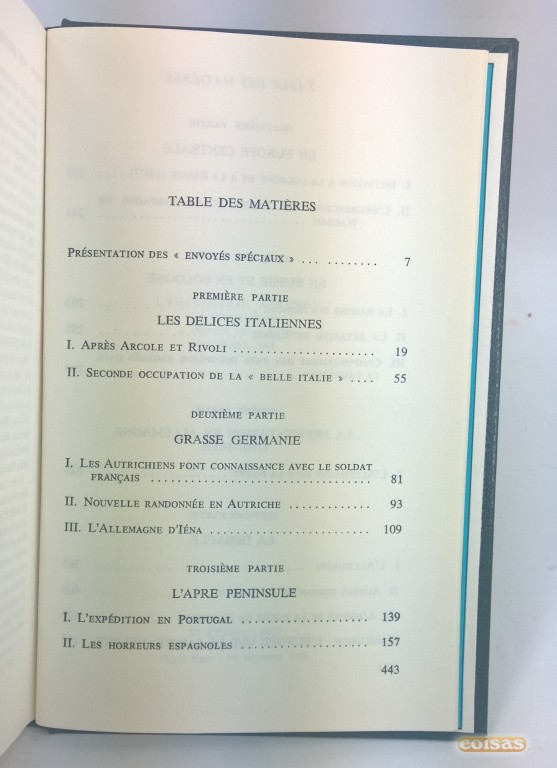 TABLE DES MATIÈRES
PRÉSENTATION DES « ENVOYÉS SPÉCIAUX » ... ........ 7
PREMIÈRE PARTIE
LES DELICES ITALIENNES
I. APRÈS ARCOLE ET RIVOLI ..................... 19
II. SECONDE OCCUPATION DE LA « BELLE ITALIE » .... 55
DEUXIÈME PARTIE
GRASSE GERMANIE
I. LES AUTRICHIENS FONT CONNAISSANCE AVEC LE SOLDAT
FRANÇAIS ................................ 81
II. NOUVELLE RANDONNÉE EN AUTRICHE ............ 93
III. L'ALLEMAGNE D'IÉNA ......................... 109
TROISIÈME PARTIE
L'APRE PENINSULE
I. L'EXPÉDITION EN PORTUGAL .................... 139
II. LES HORREURS ESPAGNOLES .................... 157
443
coisas